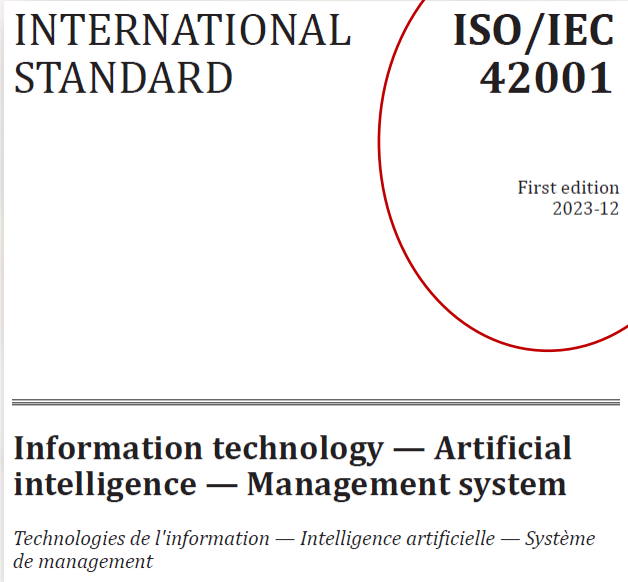 INTERNATIONAL
STANDARD
ISO/IEC
42001
First edition
2023-12
Information technology — Artificial
intelligence — Management system
Technologies de l'information — Intelligence artificielle — Système
de management